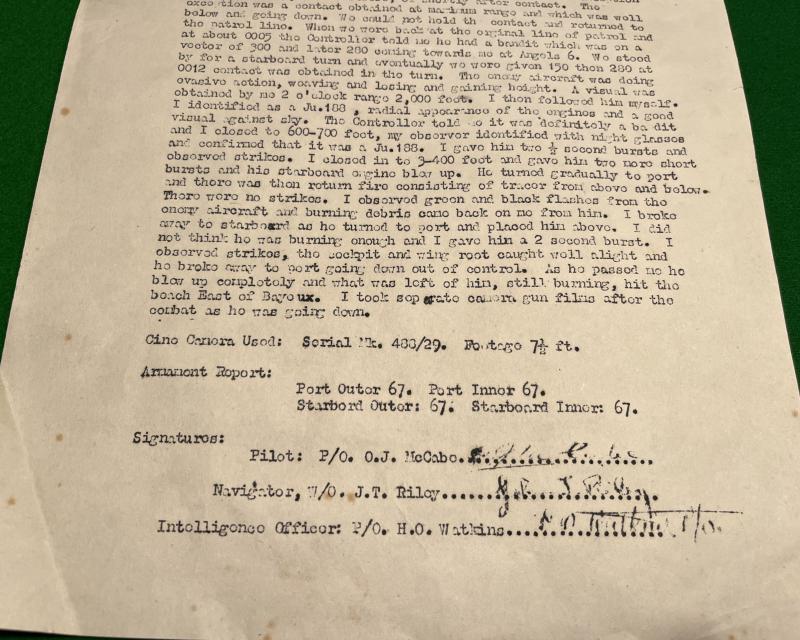 exception was a contact obtained at maximum range and which was well
below and going down. We could not hold th contact and returned to
the patrol line. When we were back at the orginal line of patrol and
at about 0005 the Controller told me he had a bandit which was on a
vector of 300 and later 280 coming towards me at Angels 6. We stood
by for a starboard turn and eventually we were given 150 then 280 at
0012 contact was obtained in the turn. The enemy aircraft was doing
evasive action, weaving and losing and gaining height. A visual was
obtained by me 2 o'clock range 2,000 feet. I then followed him myself.
I identified as a Ju.188 , radial appearance of the engines and a good
visual against sky. The Controller told me it was definitely a ba dit
and I closed to 600-700 feet, my observer identified with night glasses
and confirmed that it was a Ju.188. I gave him two ½ second bursts and
observed strikes. I closed in to 3-400 feet and gave him two more short
bursts and his starboard engine blew up. He turned gradually to port
and there was then return fire consisting of tracer from above and below.
There were no strikes. I observed green and black flashes from the
enemy aircraft and burning debris came back on me from him. I broke
away to starboard as he turned to port and placed him above. I did
not think he was burning enough and I gave him a 2 second burst. I
observed strikes, the cockpit and wing root caught well alight and
he broke away to port going down out of control. As he passed me he
blew up completely and what was left of him, still burning, hit the
beach East of Bayeux. I took seperate camera gun films after the
combat as he was going down.
Cine Camera Used: Serial Mk. 488/29. Footage 7½ ft.
Armament Report:
Port Outer 67. Port Inner 67.
Starbord Outer: 67. Starboard Inner: 67.
Signatures:
Pilot: P/O. O.J. McCabe.
Navigator, W/O. J.T. Riley......
Intelligence Officer: P/O. H.O. Watkins....